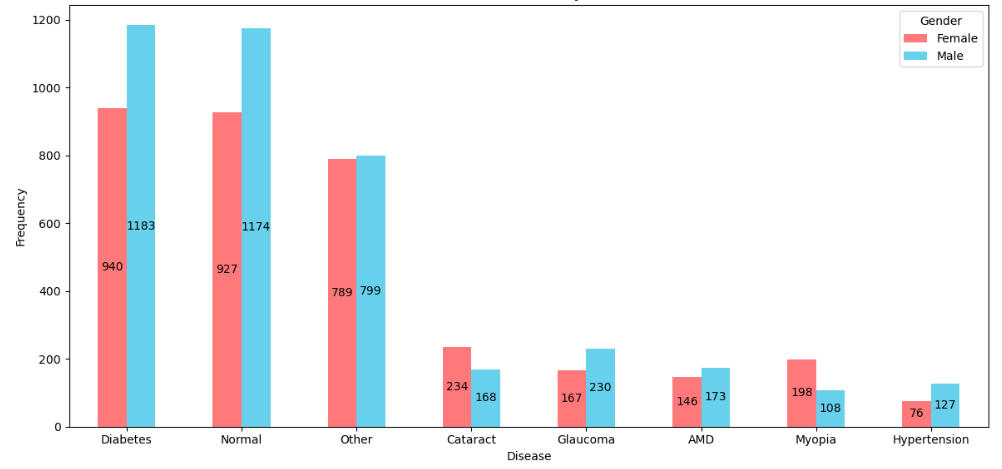 Gender
Female
Male
Frequency
1200
1000
800
600
400
200
0
940 1183
927 1174
789 799
234 168
167 230
146 173
198 108
76 127
Diabetes Normal Other Cataract Glaucoma AMD Myopia Hypertension
Disease